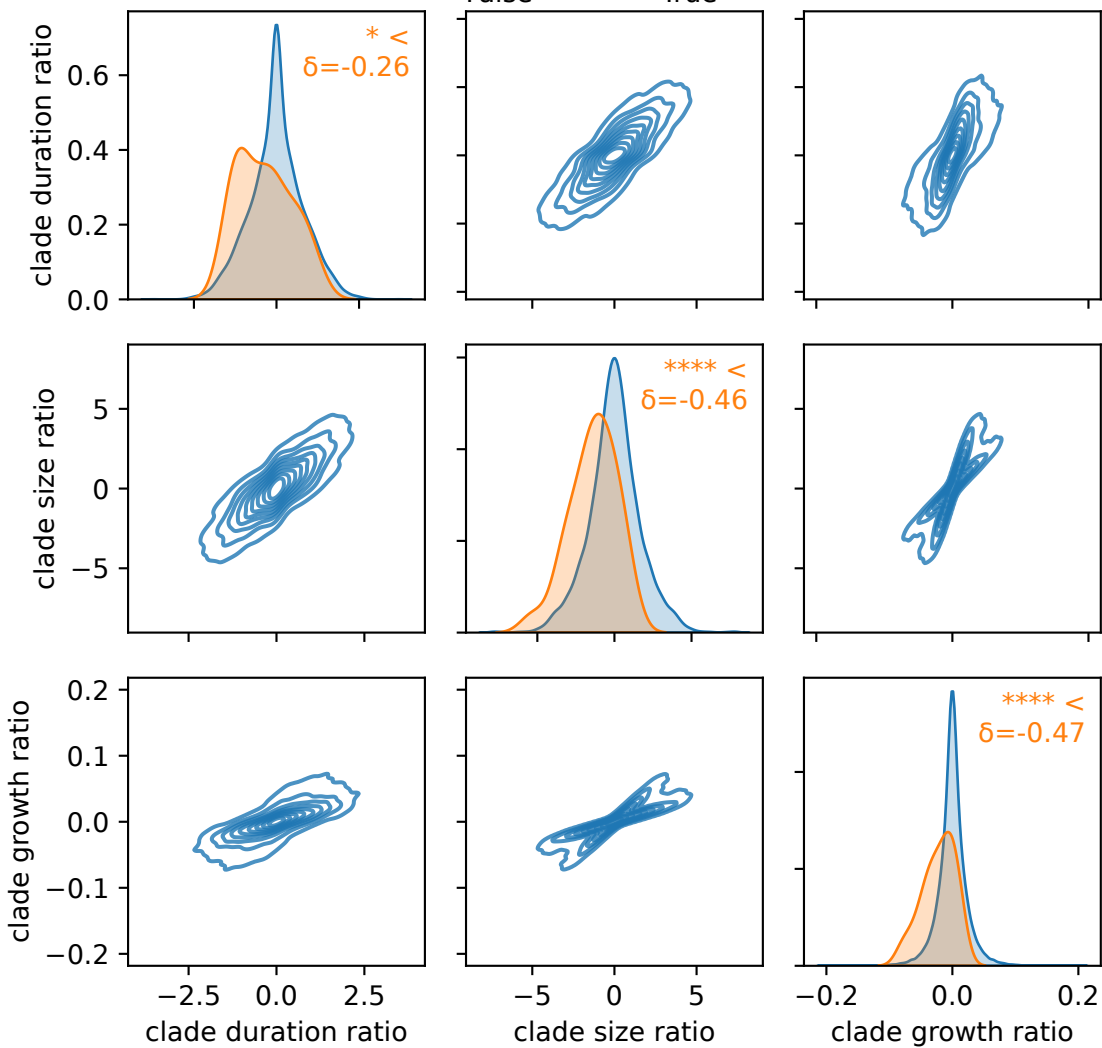 False True
clade duration ratio
0.6
0.4
0.2
0.0
* <
δ=-0.26
clade size ratio
5
0
−5
**** <
δ=-0.46
clade growth ratio
0.2
0.1
0.0
−0.1
−0.2
**** <
δ=-0.47
−2.5 0.0 2.5
−5 0 5
−0.2 0.0 0.2
clade duration ratio
clade size ratio
clade growth ratio